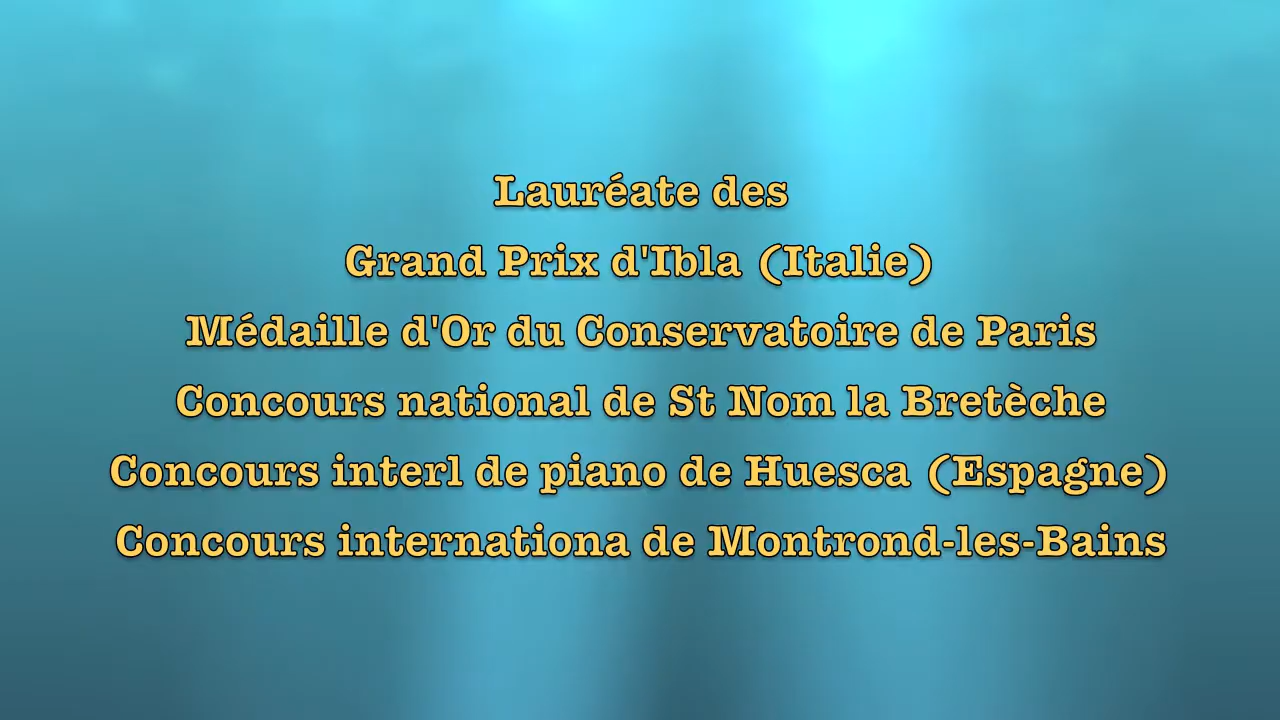 Lauréate des
Grand Prix d'Ibla (Italie)
Médaille d'Or du Conservatoire de Paris
Concours national de St Nom la Bretèche
Concours interl de piano de Huesca (Espagne)
Concours internationa de Montrond-les-Bains